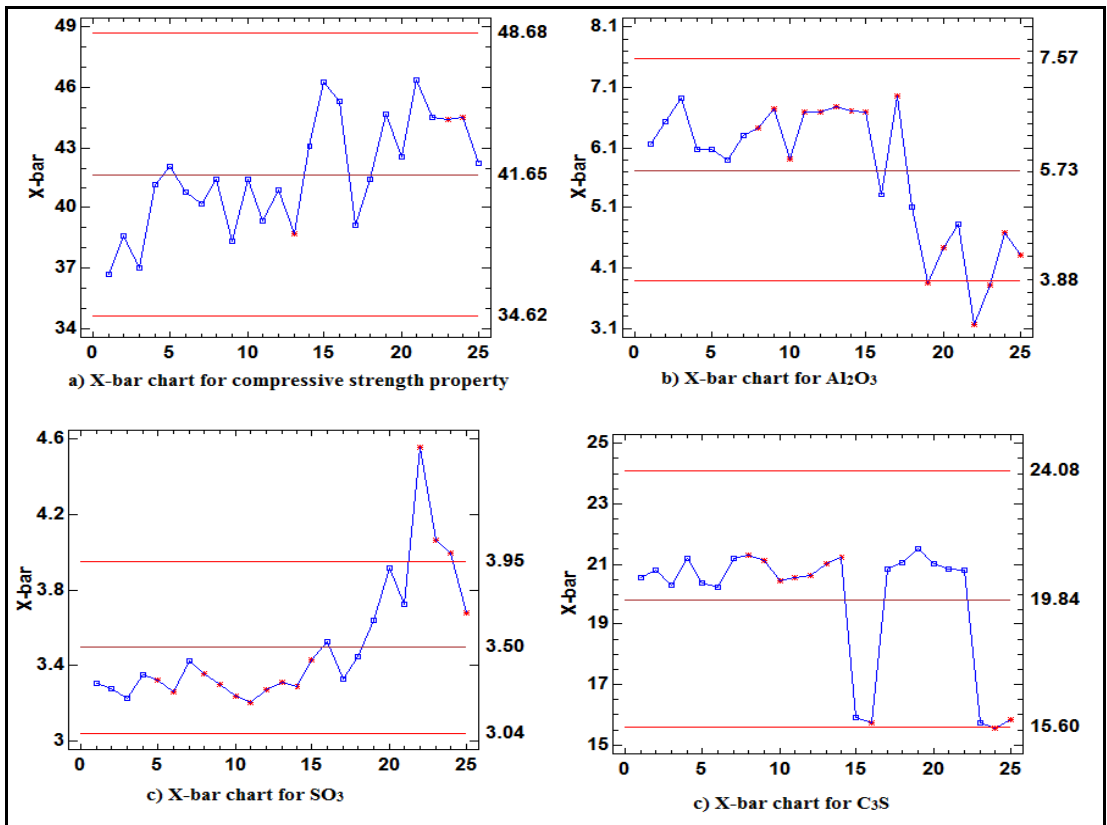 49
46
43
40
37
34
X-bar
48.68
41.65
34.62
0 5 10 15 20 25
a) X-bar chart for compressive strength property
8.1
7.1
6.1
5.1
4.1
3.1
X-bar
7.57
5.73
3.88
0 5 10 15 20 25
b) X-bar chart for Al₂O₃
4.6
4.2
3.8
3.4
3
X-bar
3.95
3.50
3.04
0 5 10 15 20 25
c) X-bar chart for SO₃
25
23
21
19
17
15
X-bar
24.08
19.84
15.60
0 5 10 15 20 25
c) X-bar chart for C₃S